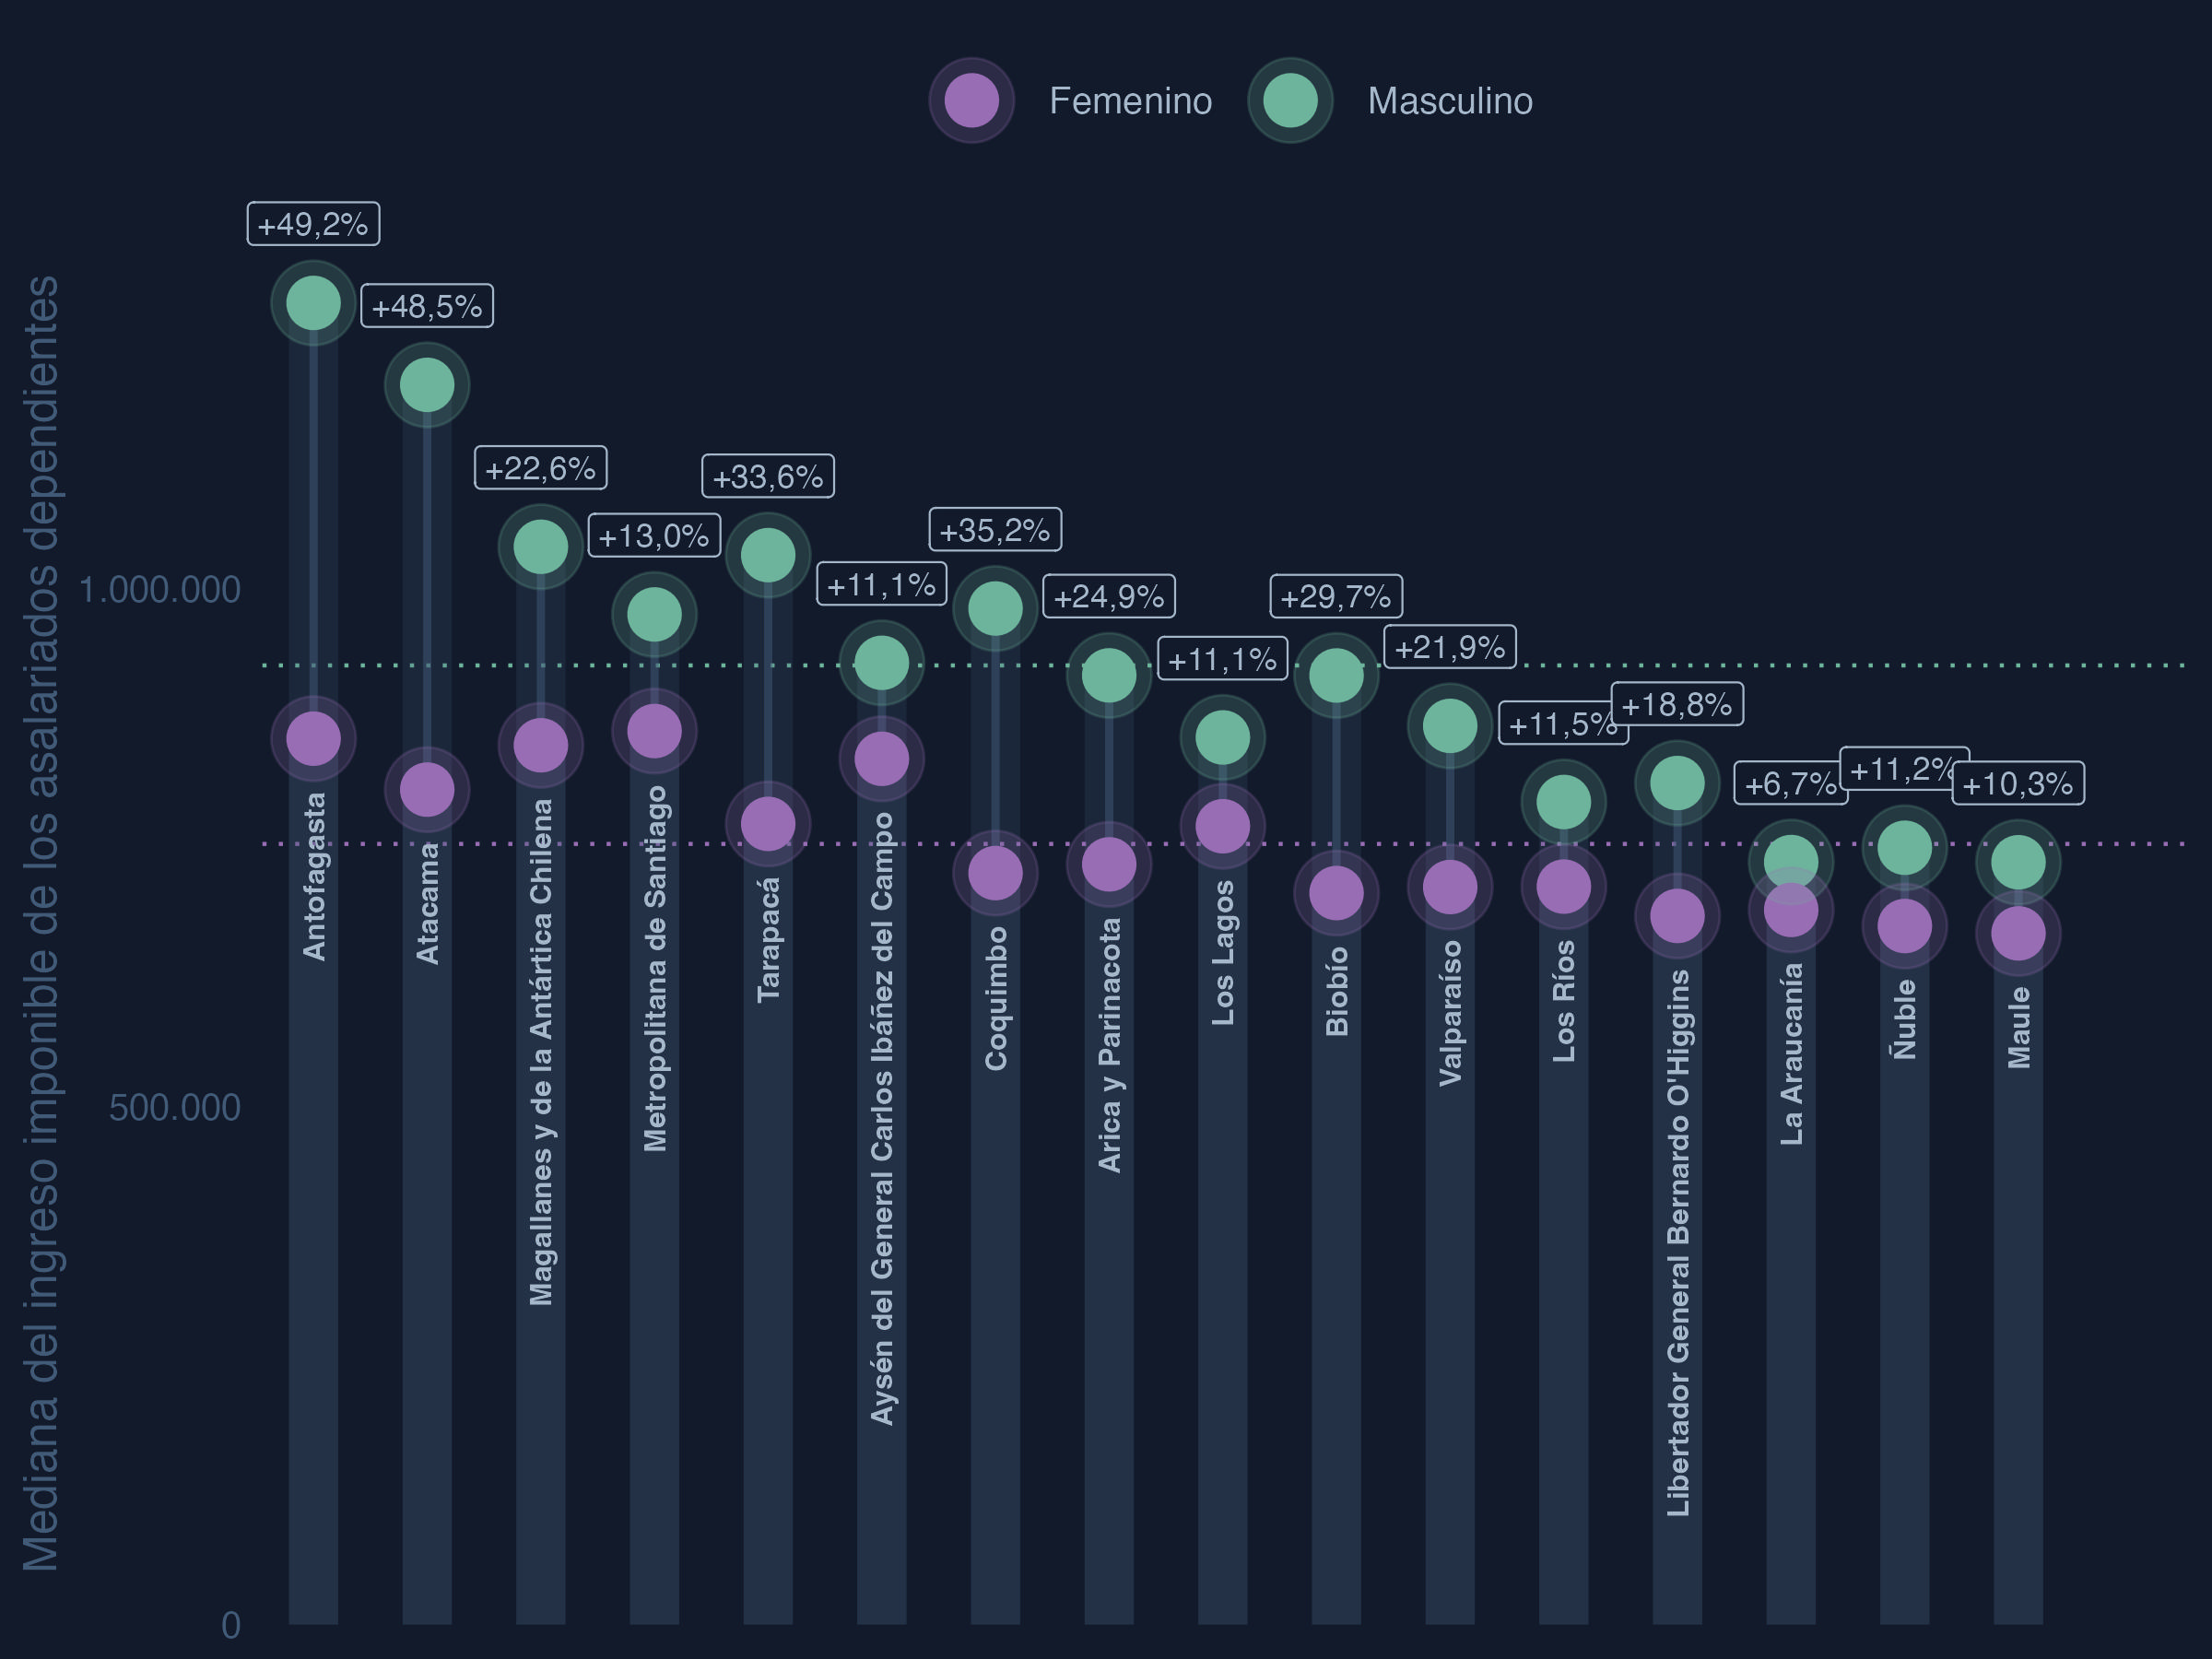 Femenino
Masculino
Mediana del ingreso imponible de los asalariados dependientes
1.000.000
500.000
0
+49,2%
+48,5%
+22,6%
+13,0%
+33,6%
+11,1%
+35,2%
+24,9%
+11,1%
+29,7%
+21,9%
+11,5%
+18,8%
+6,7%
+11,2%
+10,3%
Antofagasta
Atacama
Magallanes y de la Antártica Chilena
Metropolitana de Santiago
Tarapacá
Aysén del General Carlos Ibáñez del Campo
Coquimbo
Arica y Parinacota
Los Lagos
Biobío
Valparaíso
Los Ríos
Libertador General Bernardo O'Higgins
La Araucanía
Ñuble
Maule